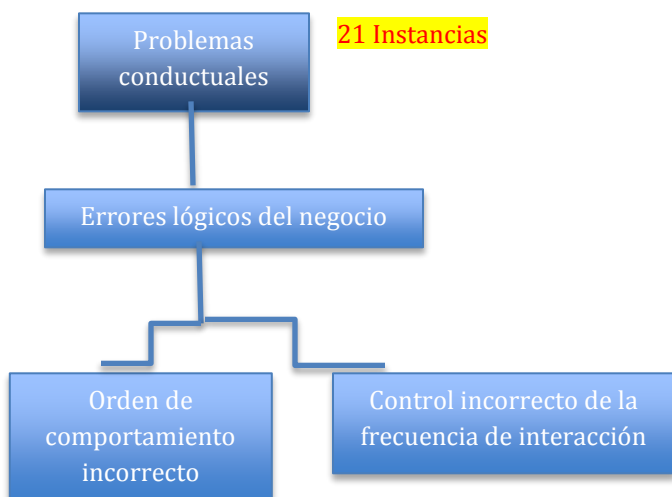 Problemas
conductuales
21 Instancias
Errores lógicos del negocio
Orden de
comportamiento
incorrecto
Control incorrecto de la
frecuencia de interacción